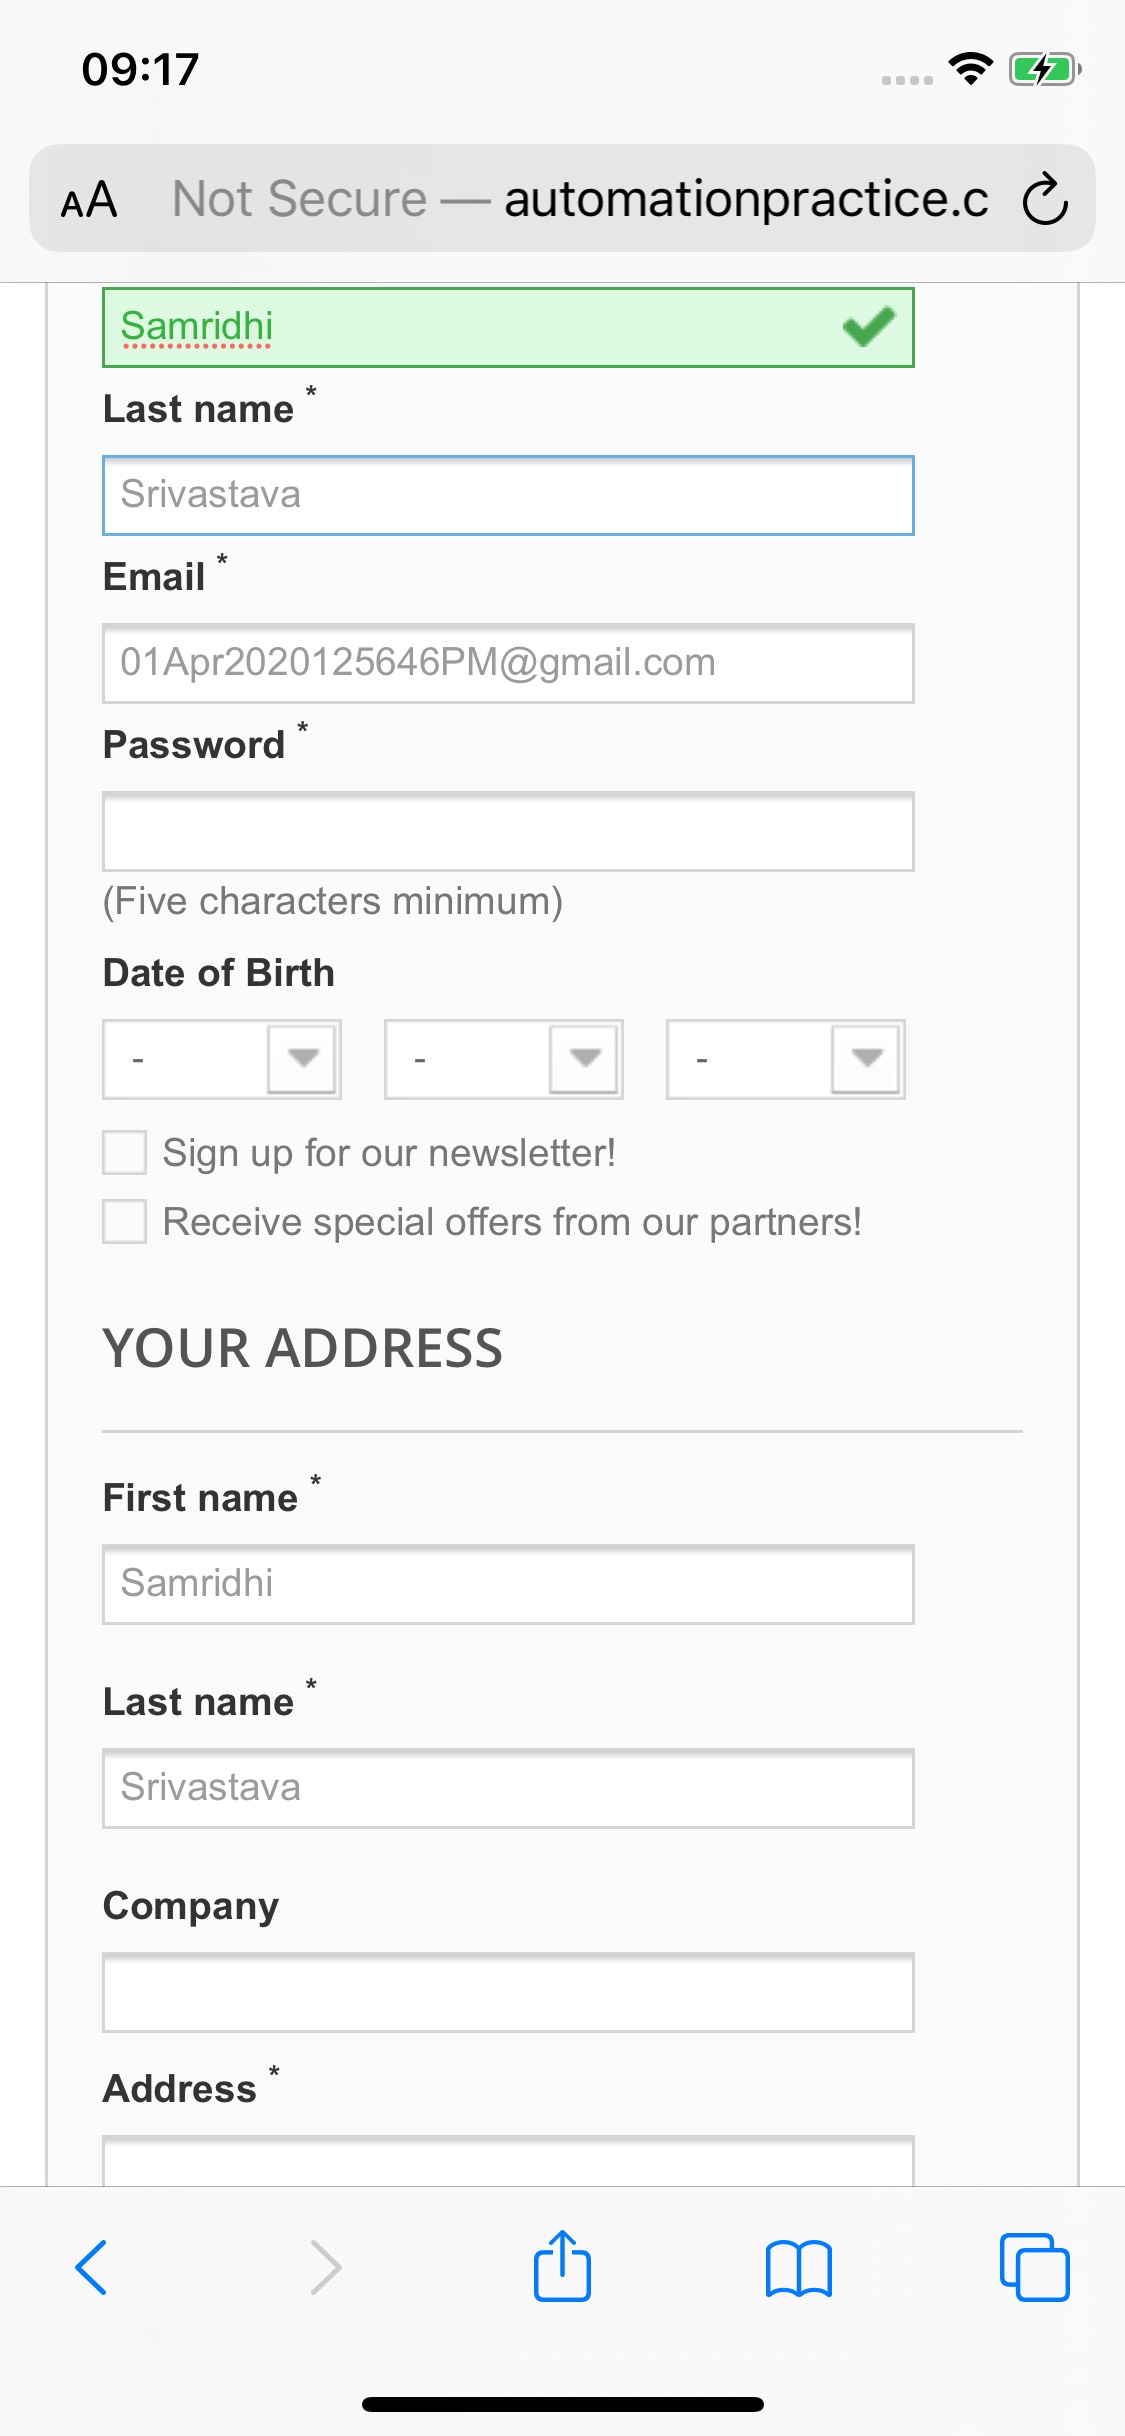 09:17
AA Not Secure — automationpractice.c
Samridhi
Last name *
Srivastava
Email *
01Apr2020125646PM@gmail.com
Password *
(Five characters minimum)
Date of Birth
- - -
Sign up for our newsletter!
Receive special offers from our partners!
YOUR ADDRESS
First name *
Samridhi
Last name *
Srivastava
Company
Address *